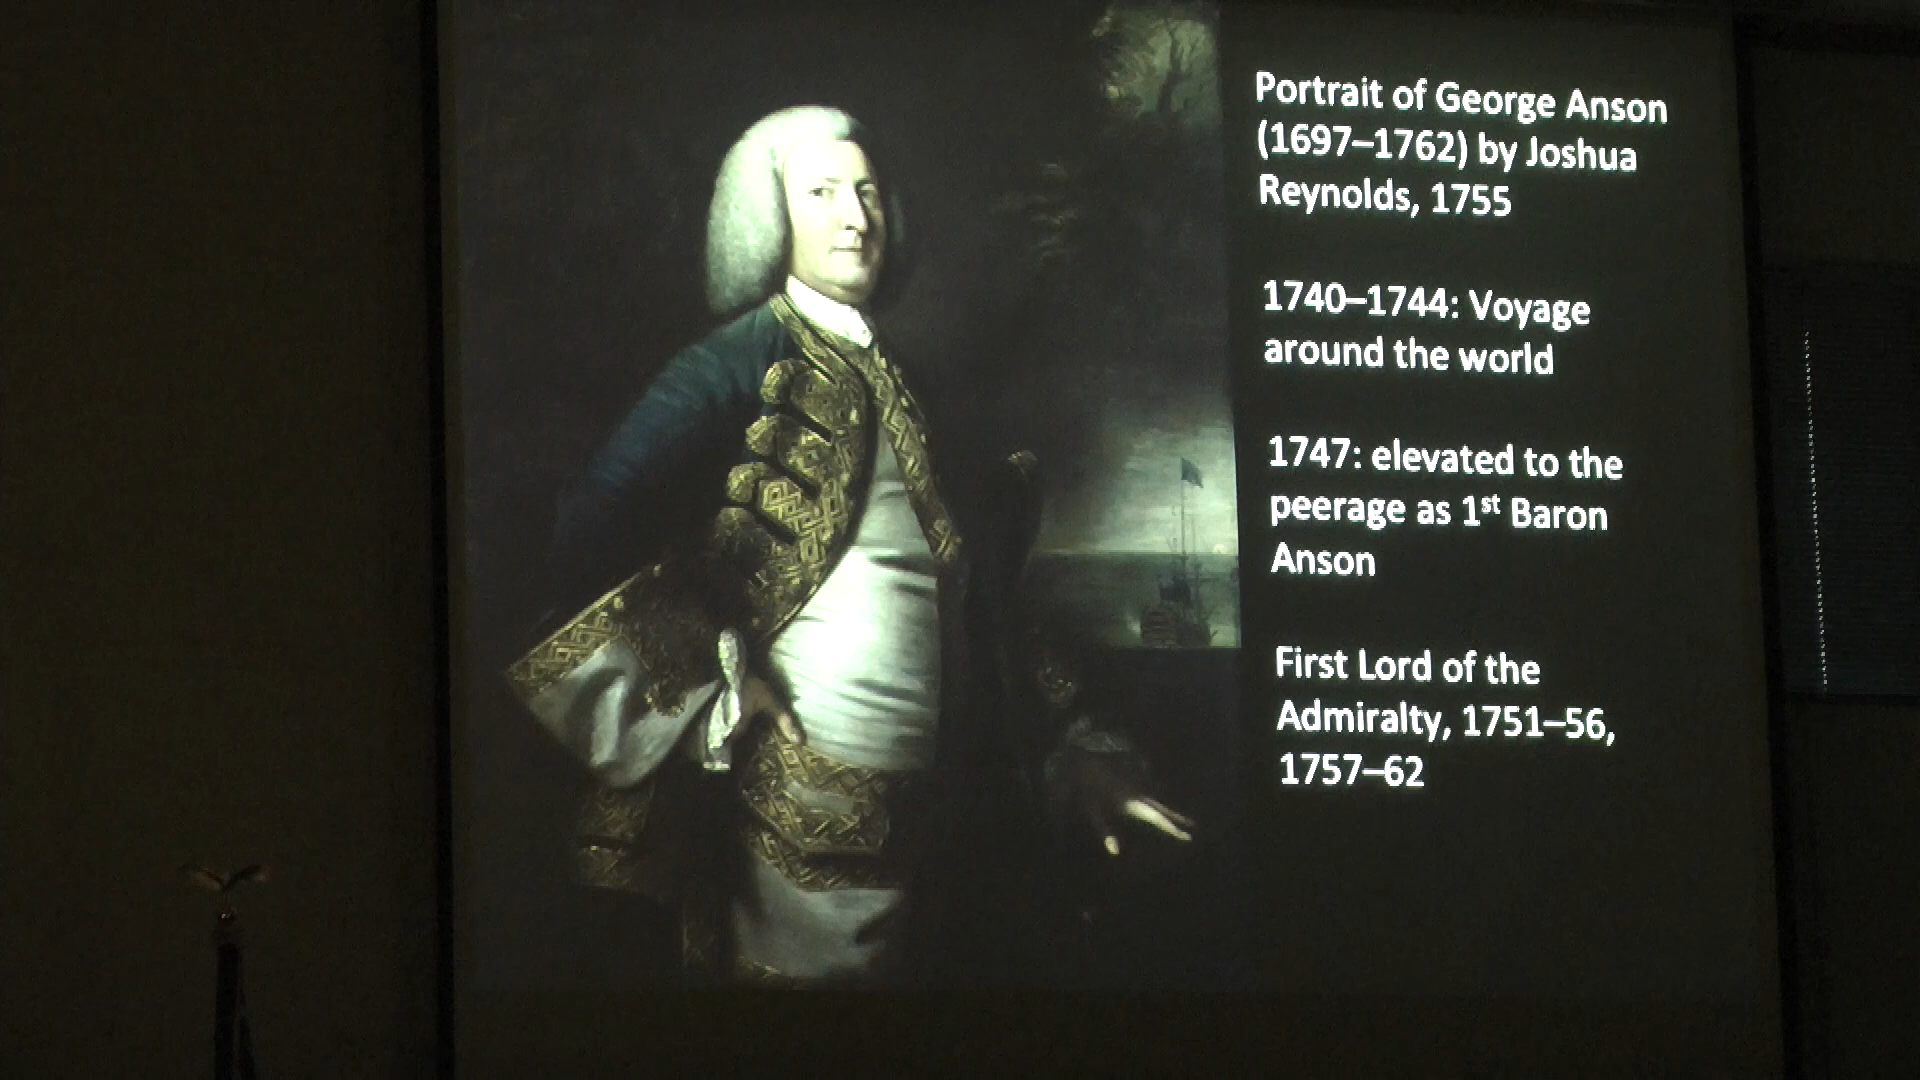 Portrait of George Anson
(1697–1762) by Joshua
Reynolds, 1755
1740–1744: Voyage
around the world
1747: elevated to the
peerage as 1st Baron
Anson
First Lord of the
Admiralty, 1751–56,
1757–62